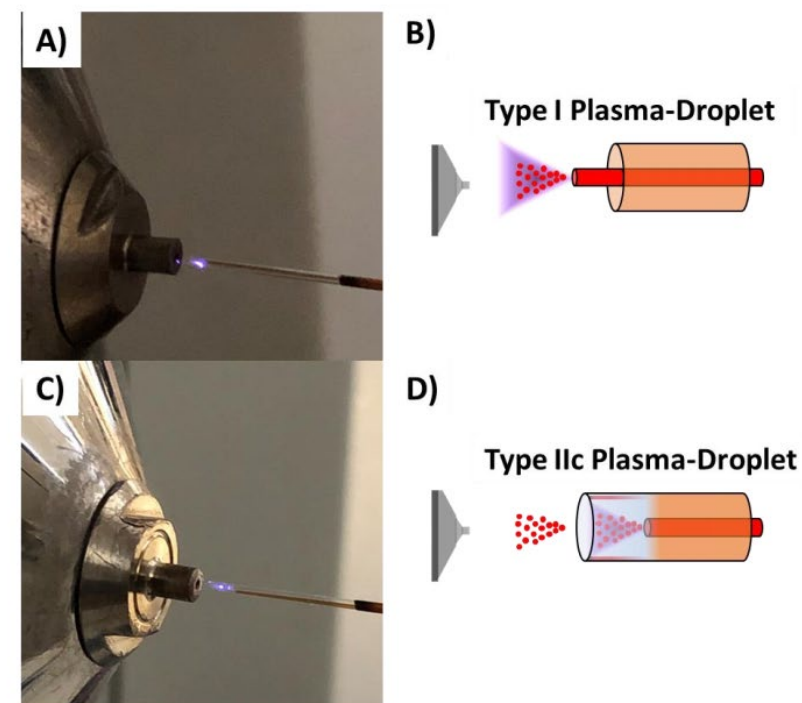 A)
B)
Type I Plasma-Droplet
C)
D)
Type IIc Plasma-Droplet